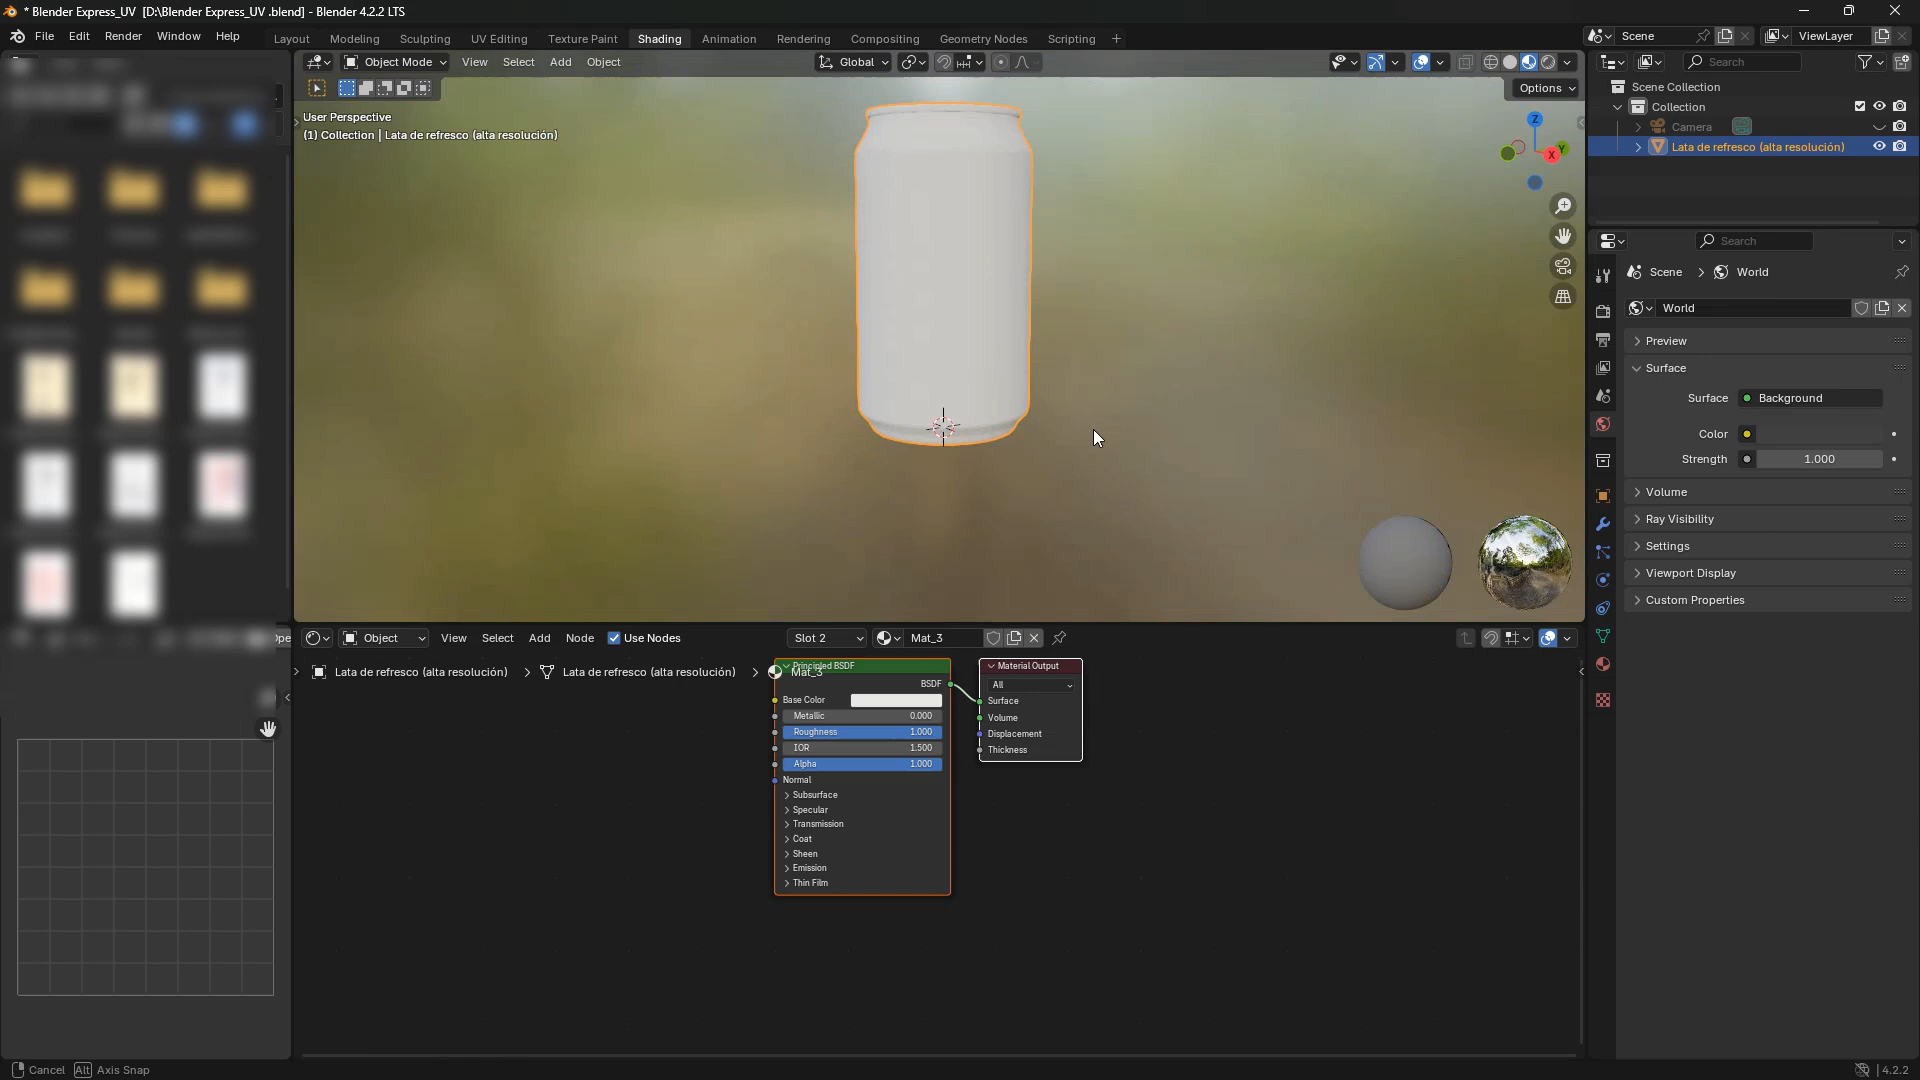 * Blender Express_UV [D:\Blender Express_UV .blend] - Blender 4.2.2 LTS
File Edit Render Window Help Layout Modeling Sculpting UV Editing Texture Paint Shading Animation Rendering Compositing Geometry Nodes Scripting + Scene ViewLayer
Object Mode View Select Add Object Global Search
Options
User Perspective
(1) Collection | Lata de refresco (alta resolución)
Z
Y
X
Scene Collection
Collection
Camera
Lata de refresco (alta resolución)
Search
Scene > World
World
Preview
Surface
Surface Background
Color
Strength 1.000
Volume
Ray Visibility
Settings
Viewport Display
Custom Properties
Object View Select Add Node Use Nodes Slot 2 Mat_3
Lata de refresco (alta resolución) > Lata de refresco (alta resolución) > Mat_3
Principled BSDF
BSDF
Base Color
Metallic 0.000
Roughness 1.000
IOR 1.500
Alpha 1.000
Normal
Subsurface
Specular
Transmission
Coat
Sheen
Emission
Thin Film
Material Output
All
Surface
Volume
Displacement
Thickness
Cancel Alt Axis Snap
4.2.2